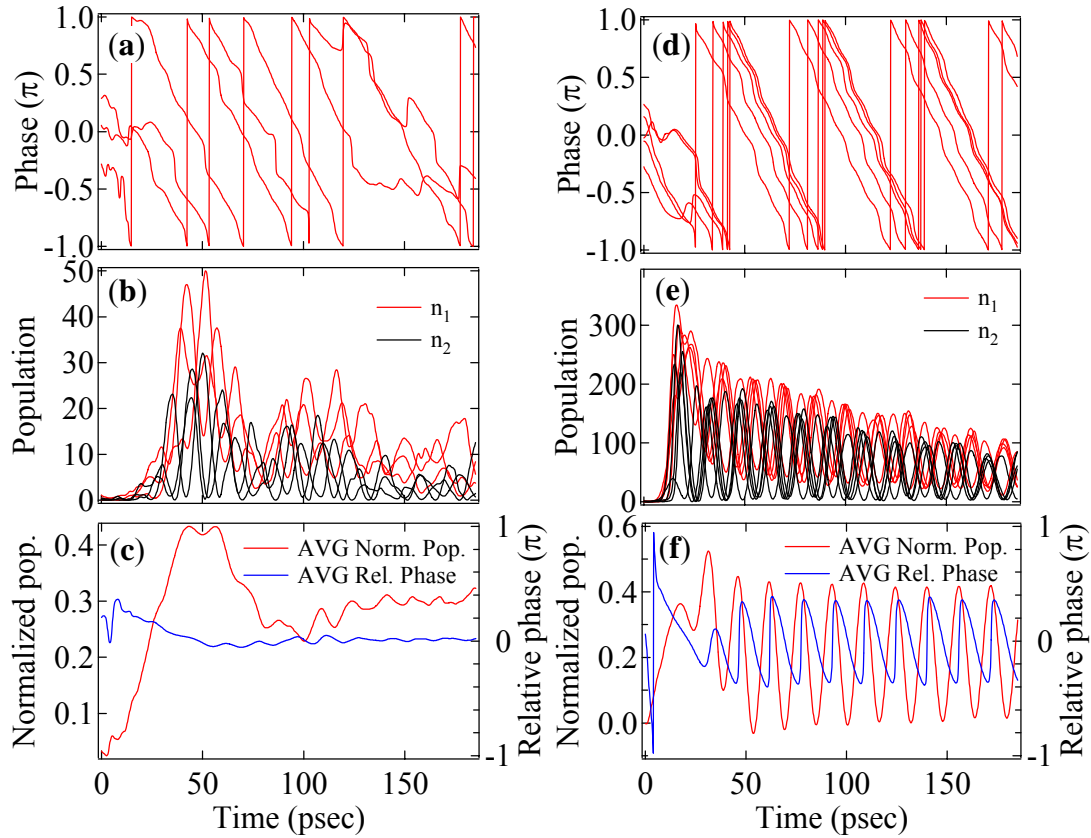 (a)
1.0
0.5
0.0
-0.5
-1.0
Phase (π)
(d)
1.0
0.5
0.0
-0.5
-1.0
Phase (π)
(b)
50
40
30
20
10
0
Population
n1
n2
(e)
300
200
100
0
Population
n1
n2
(c)
0.4
0.3
0.2
0.1
Normalized pop.
AVG Norm. Pop.
AVG Rel. Phase
1
0
-1
Relative phase (π)
0 50 100 150
Time (psec)
(f)
0.6
0.4
0.2
0.0
Normalized pop.
AVG Norm. Pop.
AVG Rel. Phase
1
0
-1
Relative phase (π)
0 50 100 150
Time (psec)